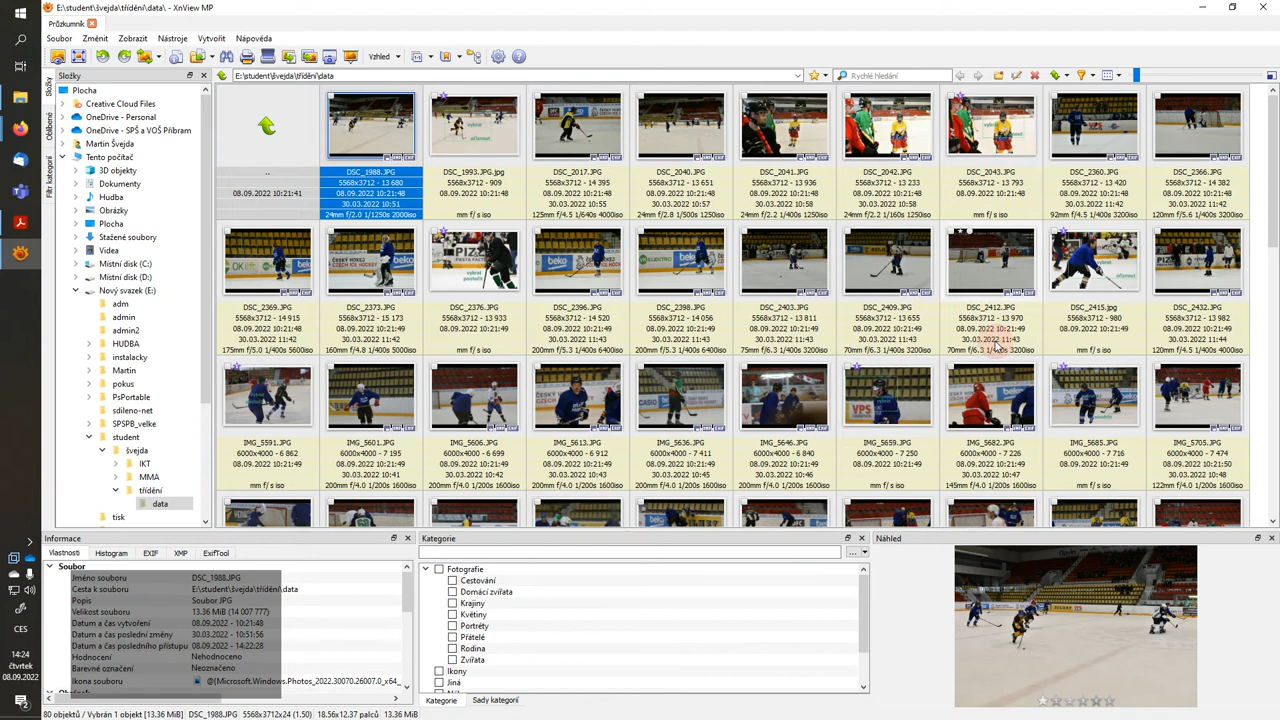 E:\student\švejda\třídění\data\ - XnView MP
Průzkumník
Soubor Změnit Zobrazit Nástroje Vytvořit Nápověda
Vzhled
Složky
E:\student\švejda\třídění\data
Rychlé hledání
Složky
Oblíbené
Filtr kategorií
Plocha
Creative Cloud Files
OneDrive - Personal
OneDrive - SPŠ a VOŠ Příbram
Martin Švejda
Tento počítač
3D objekty
Dokumenty
Hudba
Obrázky
Plocha
Stažené soubory
Videa
Místní disk (C:)
Místní disk (D:)
Nový svazek (E:)
adm
admin
admin2
HUDBA
instalacky
Martin
pokus
PsPortable
sdileno-net
SPSPB_velke
student
švejda
IKT
MMA
třídění
data
tisk
.. DSC_1988.JPG DSC_1993.JPG.jpg DSC_2017.JPG DSC_2040.JPG DSC_2041.JPG DSC_2042.JPG DSC_2043.JPG DSC_2360.JPG DSC_2366.JPG
5568x3712 - 13 680 5568x3712 - 909 5568x3712 - 14 395 5568x3712 - 13 651 5568x3712 - 13 936 5568x3712 - 13 233 5568x3712 - 13 793 5568x3712 - 13 232 5568x3712 - 14 382
08.09.2022 10:21:41 08.09.2022 10:21:48 08.09.2022 10:21:48 08.09.2022 10:21:48 08.09.2022 10:21:48 08.09.2022 10:21:48 08.09.2022 10:21:48 08.09.2022 10:21:48 08.09.2022 10:21:48 08.09.2022 10:21:48
30.03.2022 10:51 30.03.2022 10:55 30.03.2022 10:57 30.03.2022 10:58 30.03.2022 10:58 30.03.2022 11:42 30.03.2022 11:42
24mm f/2.0 1/1250s 2000iso mm f/ s iso 125mm f/4.5 1/640s 4000iso 24mm f/2.8 1/500s 1250iso 24mm f/2.2 1/160s 1250iso 24mm f/2.2 1/160s 1250iso mm f/ s iso 92mm f/4.5 1/400s 3200iso 120mm f/5.6 1/400s 3200iso
DSC_2369.JPG DSC_2373.JPG DSC_2376.JPG DSC_2396.JPG DSC_2398.JPG DSC_2403.JPG DSC_2409.JPG DSC_2412.JPG DSC_2415.jpg DSC_2432.JPG
5568x3712 - 14 915 5568x3712 - 15 173 5568x3712 - 13 933 5568x3712 - 14 520 5568x3712 - 14 056 5568x3712 - 13 811 5568x3712 - 13 655 5568x3712 - 13 970 5568x3712 - 980 5568x3712 - 13 982
08.09.2022 10:21:48 08.09.2022 10:21:49 08.09.2022 10:21:49 08.09.2022 10:21:49 08.09.2022 10:21:49 08.09.2022 10:21:49 08.09.2022 10:21:49 08.09.2022 10:21:49 08.09.2022 10:21:49 08.09.2022 10:21:49
30.03.2022 11:42 30.03.2022 11:42 30.03.2022 11:43 30.03.2022 11:43 30.03.2022 11:43 30.03.2022 11:43 30.03.2022 11:43 30.03.2022 11:44
175mm f/5.0 1/400s 6400iso 160mm f/4.8 1/400s 5000iso mm f/ s iso 200mm f/5.3 1/400s 6400iso 200mm f/5.3 1/400s 6400iso 75mm f/6.3 1/400s 3200iso 70mm f/6.3 1/400s 3200iso 70mm f/6.3 1/400s 3200iso mm f/ s iso 120mm f/4.5 1/400s 4000iso
IMG_5591.JPG IMG_5601.JPG IMG_5606.JPG IMG_5613.JPG IMG_5636.JPG IMG_5646.JPG IMG_5659.JPG IMG_5682.JPG IMG_5685.JPG IMG_5705.JPG
6000x4000 - 6 862 6000x4000 - 7 195 6000x4000 - 6 699 6000x4000 - 6 912 6000x4000 - 7 411 6000x4000 - 6 840 6000x4000 - 7 250 6000x4000 - 7 226 6000x4000 - 7 716 6000x4000 - 7 474
08.09.2022 10:21:49 08.09.2022 10:21:49 08.09.2022 10:21:49 08.09.2022 10:21:49 08.09.2022 10:21:49 08.09.2022 10:21:49 08.09.2022 10:21:49 08.09.2022 10:21:49 08.09.2022 10:21:49 08.09.2022 10:21:50
30.03.2022 10:41 30.03.2022 10:42 30.03.2022 10:43 30.03.2022 10:45 30.03.2022 10:46 30.03.2022 10:47 30.03.2022 10:48
mm f/ s iso 200mm f/4.0 1/200s 1600iso 200mm f/4.0 1/200s 1600iso 200mm f/4.0 1/200s 1600iso 200mm f/4.0 1/200s 1600iso 200mm f/4.0 1/200s 1600iso mm f/ s iso 145mm f/4.0 1/200s 1600iso mm f/ s iso 122mm f/4.0 1/200s 1600iso
Informace
Vlastnosti Histogram EXIF XMP ExifTool
Soubor
Jméno souboru DSC_1988.JPG
Cesta k souboru E:\student\švejda\třídění\data
Popis Soubor JPG
Velikost souboru 13.36 MiB (14 007 777)
Datum a čas vytvoření 08.09.2022 - 10:21:48
Datum a čas poslední změny 30.03.2022 - 10:51:56
Datum a čas posledního přístupu 08.09.2022 - 14:22:28
Hodnocení Nehodnoceno
Barevné označení Neoznačeno
Ikona souboru @{Microsoft.Windows.Photos_2022.30070.26007.0_x64_
Kategorie
Fotografie
Cestování
Domácí zvířata
Krajiny
Květiny
Portréty
Přátelé
Rodina
Zvířata
Ikony
Jiná
Kategorie Sady kategorií
Náhled
CES
14:24
čtvrtek
08.09.2022
80 objektů / Vybrán 1 objekt [13.36 MiB] DSC_1988.JPG 5568x3712x24 (1.50) 18.56x12.37 palců 13.36 MiB